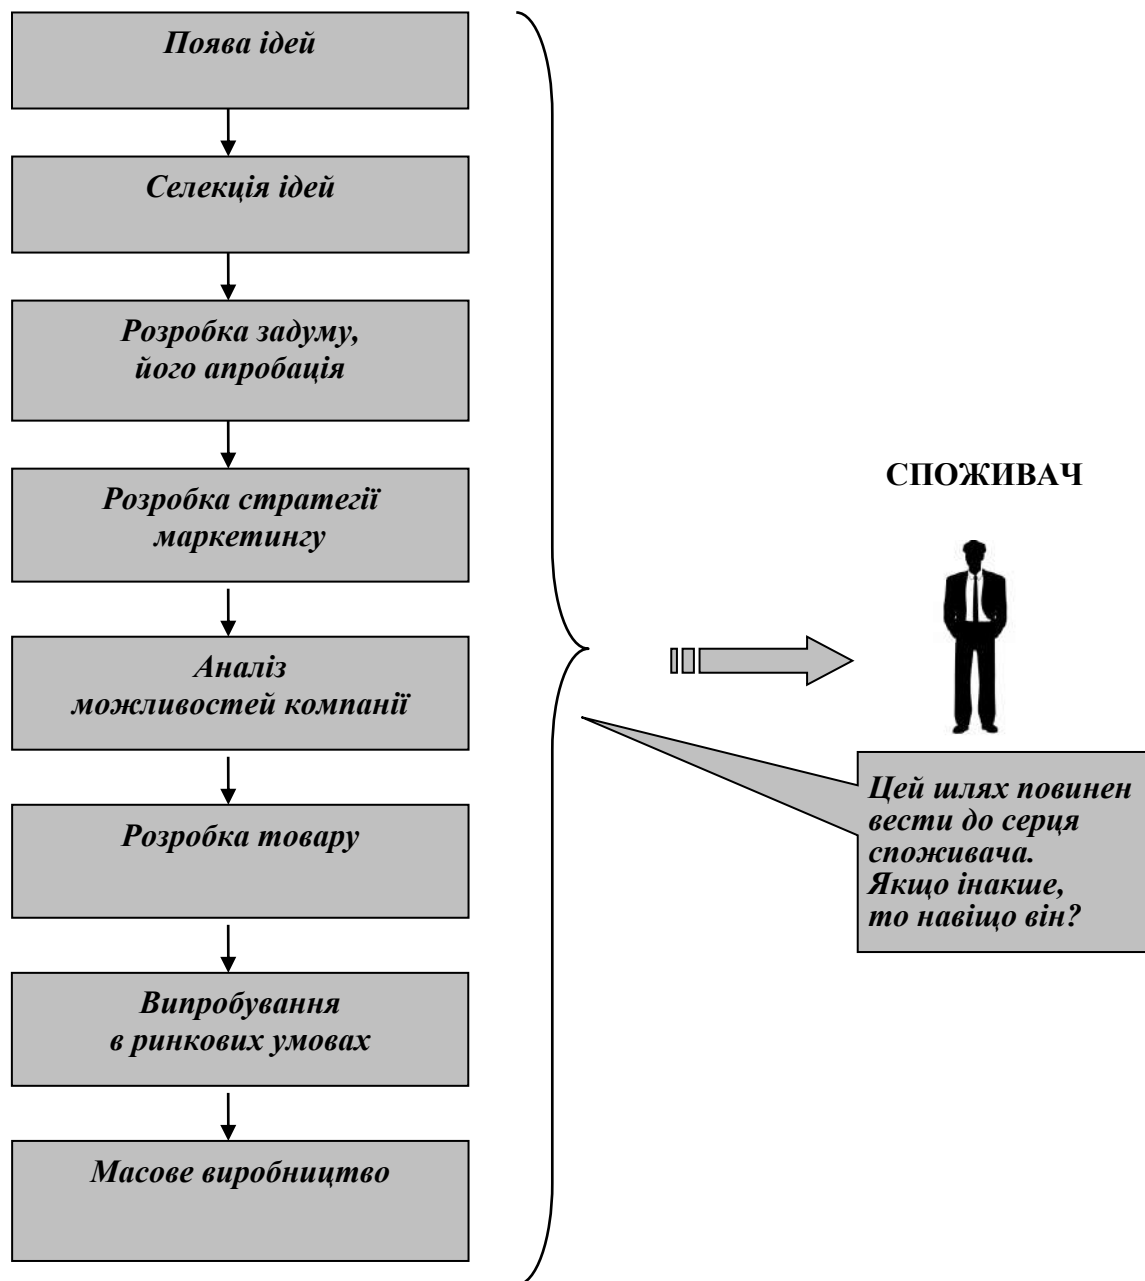 Поява ідей
Селекція ідей
Розробка задуму,
його апробація
Розробка стратегії
маркетингу
Аналіз
можливостей компанії
Розробка товару
Випробування
в ринкових умовах
Масове виробництво
СПОЖИВАЧ
Цей шлях повинен
вести до серця
споживача.
Якщо інакше,
то навіщо він?